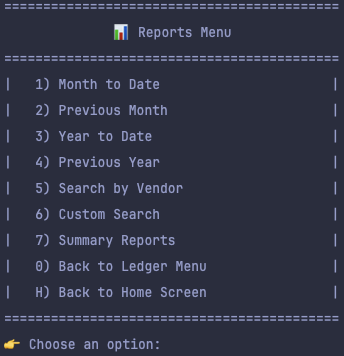 ===========================================
📊 Reports Menu
===========================================
|   1) Month to Date                      |
|   2) Previous Month                     |
|   3) Year to Date                       |
|   4) Previous Year                      |
|   5) Search by Vendor                   |
|   6) Custom Search                      |
|   7) Summary Reports                    |
|   0) Back to Ledger Menu                |
|   H) Back to Home Screen                |
===========================================
👉 Choose an option: